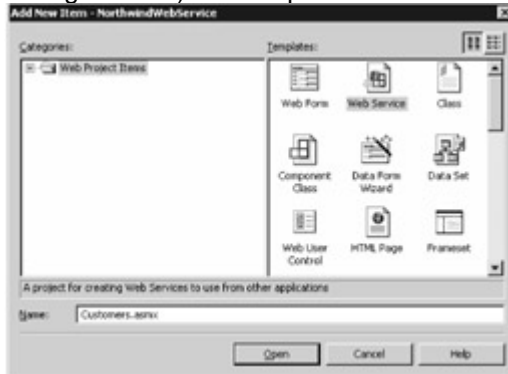 Add New Item - NorthwindWebService
Categories:
Templates:
Web Project Items
Web Form
Web Service
Class
Component Class
Data Form Wizard
Data Set
Web User Control
HTML Page
Frameset
A project for creating Web Services to use from other applications
Name:
Customers.asmx
Open
Cancel
Help